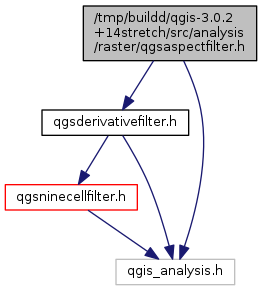 /tmp/buildd/qgis-3.0.2
+14stretch/src/analysis
/raster/qgsaspectfilter.h
qgsderivativefilter.h
qgsninecellfilter.h
qgis_analysis.h